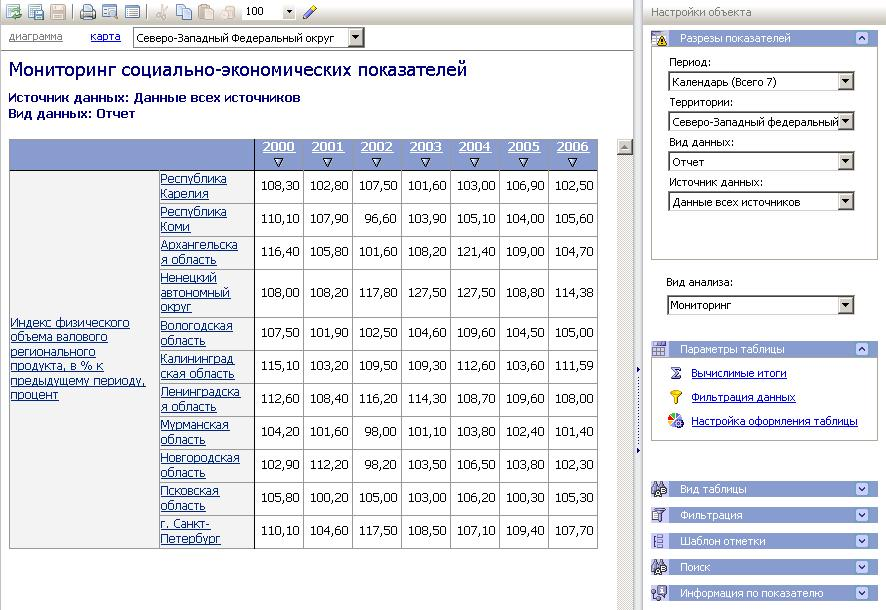 100
диаграмма карта Северо-Западный Федеральный округ
Мониторинг социально-экономических показателей
Источник данных: Данные всех источников
Вид данных: Отчет
2000 2001 2002 2003 2004 2005 2006
Индекс физического
объема валового
регионального
продукта, в % к
предыдущему периоду,
процент
Республика
Карелия
108,30 102,80 107,50 101,60 103,00 106,90 102,50
Республика
Коми
110,10 107,90 96,60 103,90 105,10 104,00 105,60
Архангельска
я область
116,40 105,80 101,60 108,20 121,40 109,00 104,70
Ненецкий
автономный
округ
108,00 108,20 117,80 127,50 127,50 108,80 114,38
Вологодская
область
107,50 101,90 102,50 104,60 109,60 104,50 105,00
Калининград
ская область
115,10 103,20 109,50 109,30 112,60 103,60 111,59
Ленинградска
я область
112,60 108,40 116,20 114,30 108,70 109,60 108,00
Мурманская
область
104,20 101,60 98,00 101,10 103,80 102,40 101,40
Новгородская
область
102,90 112,20 98,20 103,50 106,50 103,80 102,30
Псковская
область
105,80 100,20 105,00 103,00 106,20 100,30 105,30
г. Санкт-
Петербург
110,10 104,60 117,50 108,50 107,10 109,40 107,70
Настройки объекта
Разрезы показателей
Период:
Календарь (Всего 7)
Территории:
Северо-Западный федеральный
Вид данных:
Отчет
Источник данных:
Данные всех источников
Вид анализа:
Мониторинг
Параметры таблицы
Вычислимые итоги
Фильтрация данных
Настройка оформления таблицы
Вид таблицы
Фильтрация
Шаблон отметки
Поиск
Информация по показателю